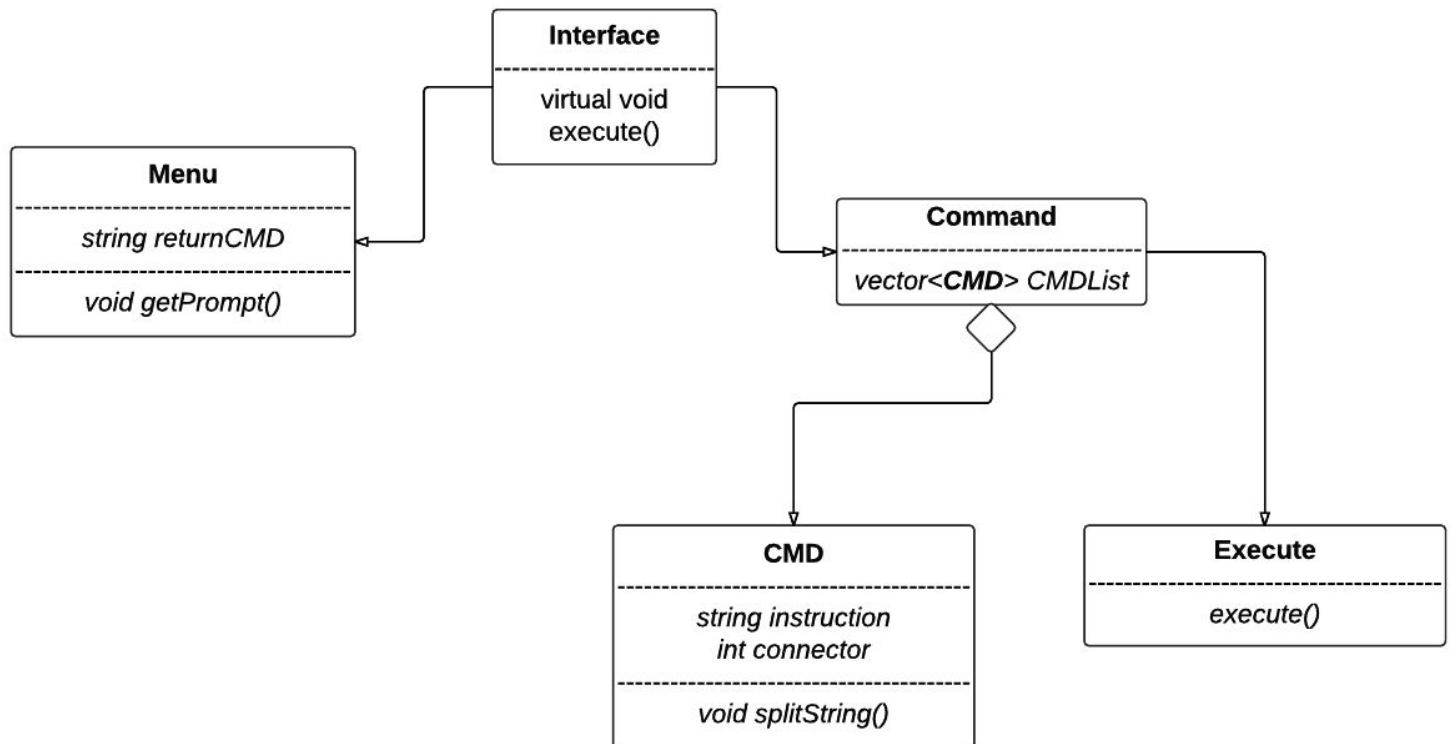 Interface
virtual void
execute()
Menu
string returnCMD
void getPrompt()
Command
vector<CMD> CMDList
CMD
string instruction
int connector
void splitString()
Execute
execute()